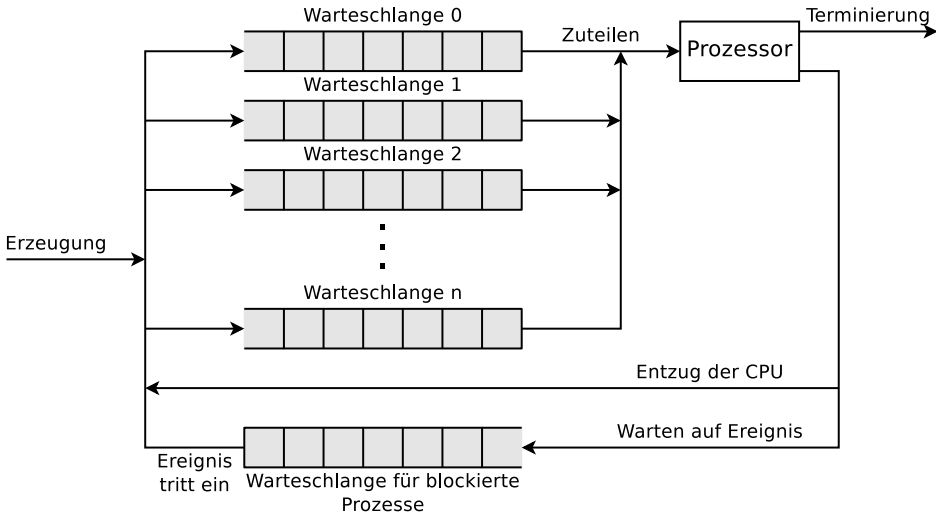 Warteschlange 0
Terminierung
Zuteilen
Prozessor
Warteschlange 1
Warteschlange 2
Erzeugung
Warteschlange n
Entzug der CPU
Warten auf Ereignis
Ereignis
tritt ein
Warteschlange für blockierte
Prozesse